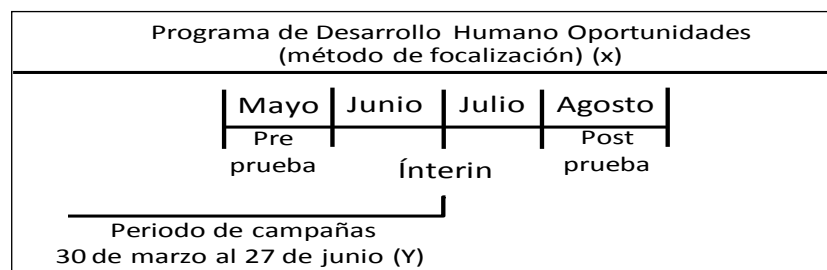 Programa de Desarrollo Humano Oportunidades
(método de focalización) (x)
Mayo Junio Julio Agosto
Pre Post
prueba prueba
Ínterin
Periodo de campañas
30 de marzo al 27 de junio (Y)